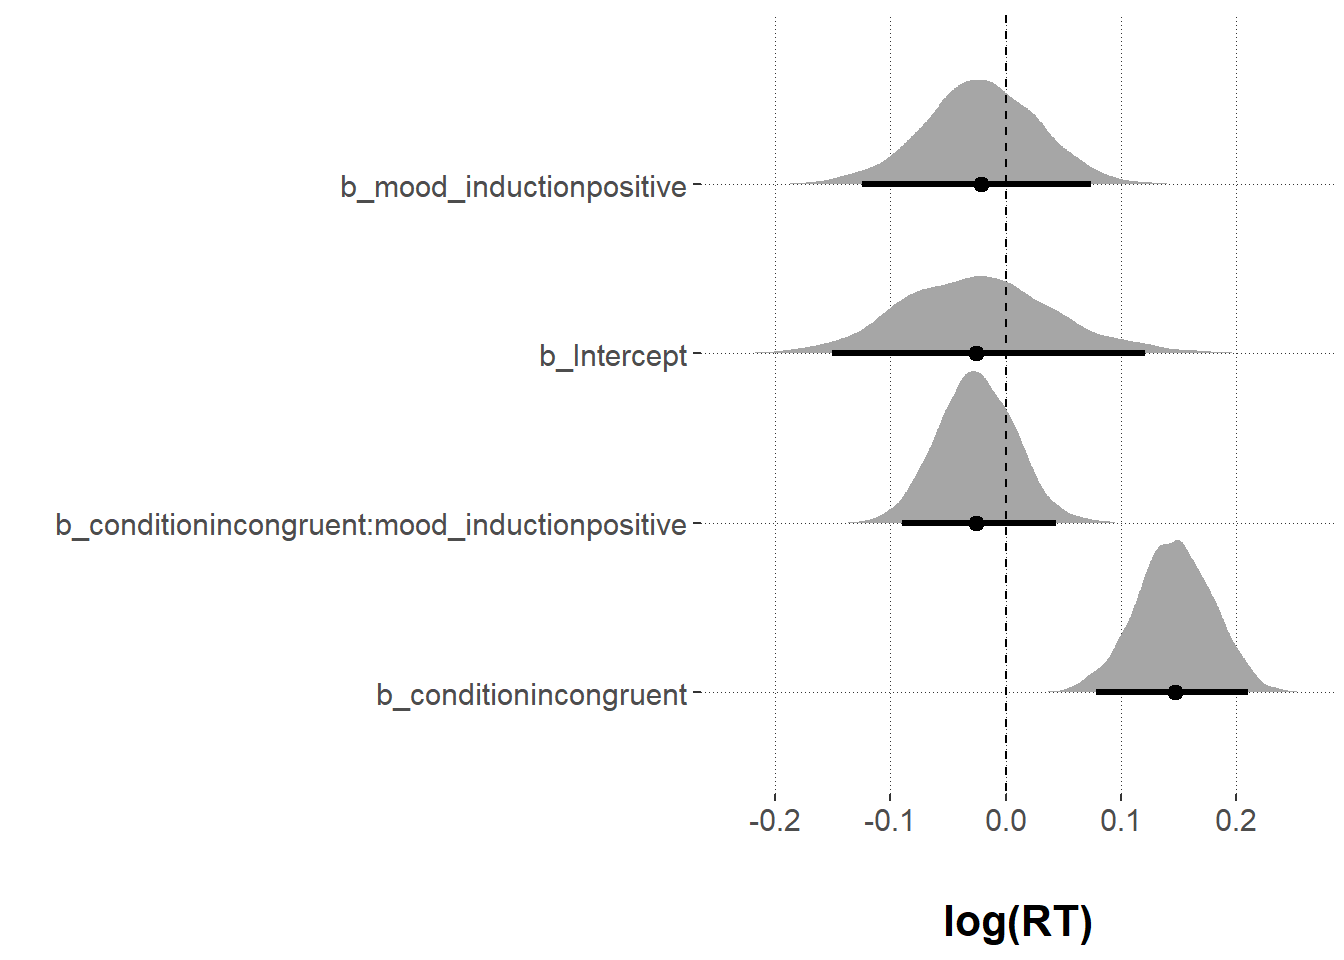 b_mood_inductionpositive
b_Intercept
b_conditionincongruent:mood_inductionpositive
b_conditionincongruent
-0.2 -0.1 0.0 0.1 0.2
log(RT)